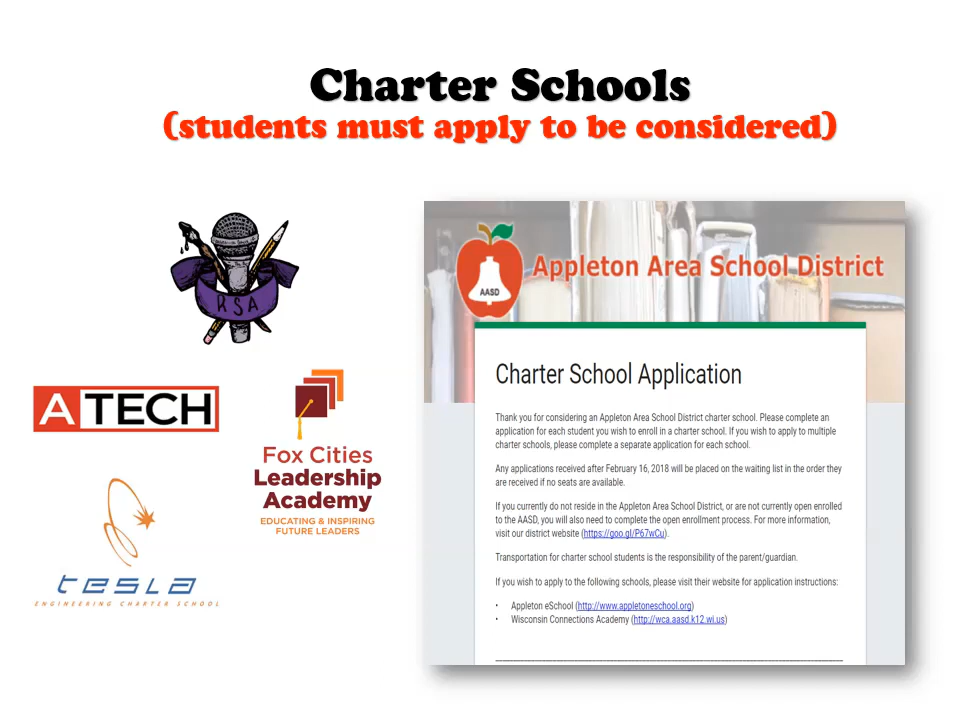 Charter Schools
(students must apply to be considered)
RSA
ATECH
Fox Cities
Leadership
Academy
EDUCATING & INSPIRING
FUTURE LEADERS
TESLA
ENGINEERING CHARTER SCHOOL
AASD
Appleton Area School District
Charter School Application
Thank you for considering an Appleton Area School District charter school. Please complete an
application for each student you wish to enroll in a charter school. If you wish to apply to multiple
charter schools, please complete a separate application for each school.
Any applications received after February 16, 2018 will be placed on the waiting list in the order they
are received if no seats are available.
If you currently do not reside in the Appleton Area School District, or are not currently open enrolled
to the AASD, you will also need to complete the open enrollment process. For more information,
visit our district website (https://goo.gl/P67wCu).
Transportation for charter school students is the responsibility of the parent/guardian.
If you wish to apply to the following schools, please visit their website for application instructions:
• Appleton eSchool (http://www.appletoneschool.org)
• Wisconsin Connections Academy (http://wca.aasd.k12.wi.us)